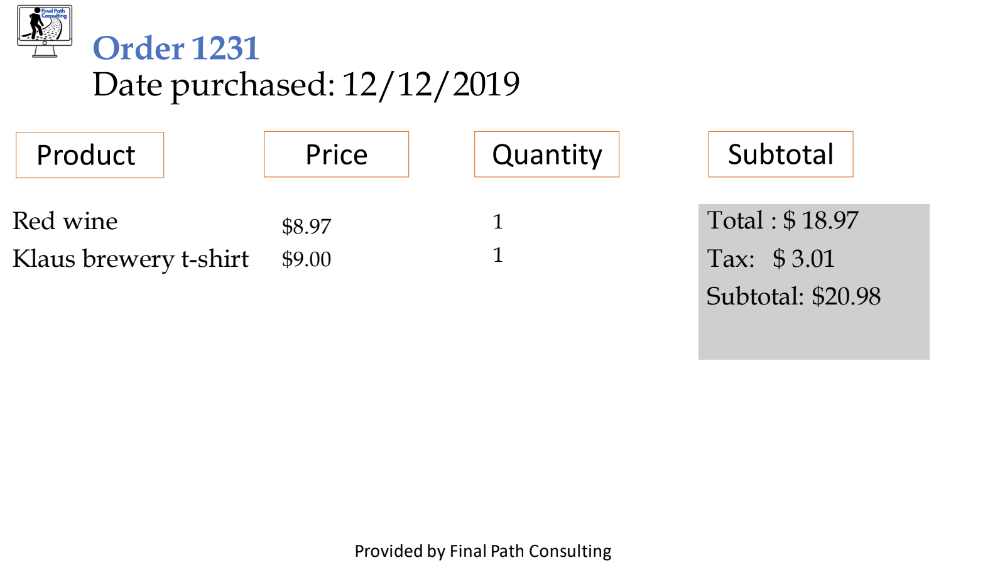 Final Path
Consulting
Order 1231
Date purchased: 12/12/2019
Product Price Quantity Subtotal
Red wine $8.97 1 Total : $ 18.97
Klaus brewery t-shirt $9.00 1 Tax: $ 3.01
Subtotal: $20.98
Provided by Final Path Consulting